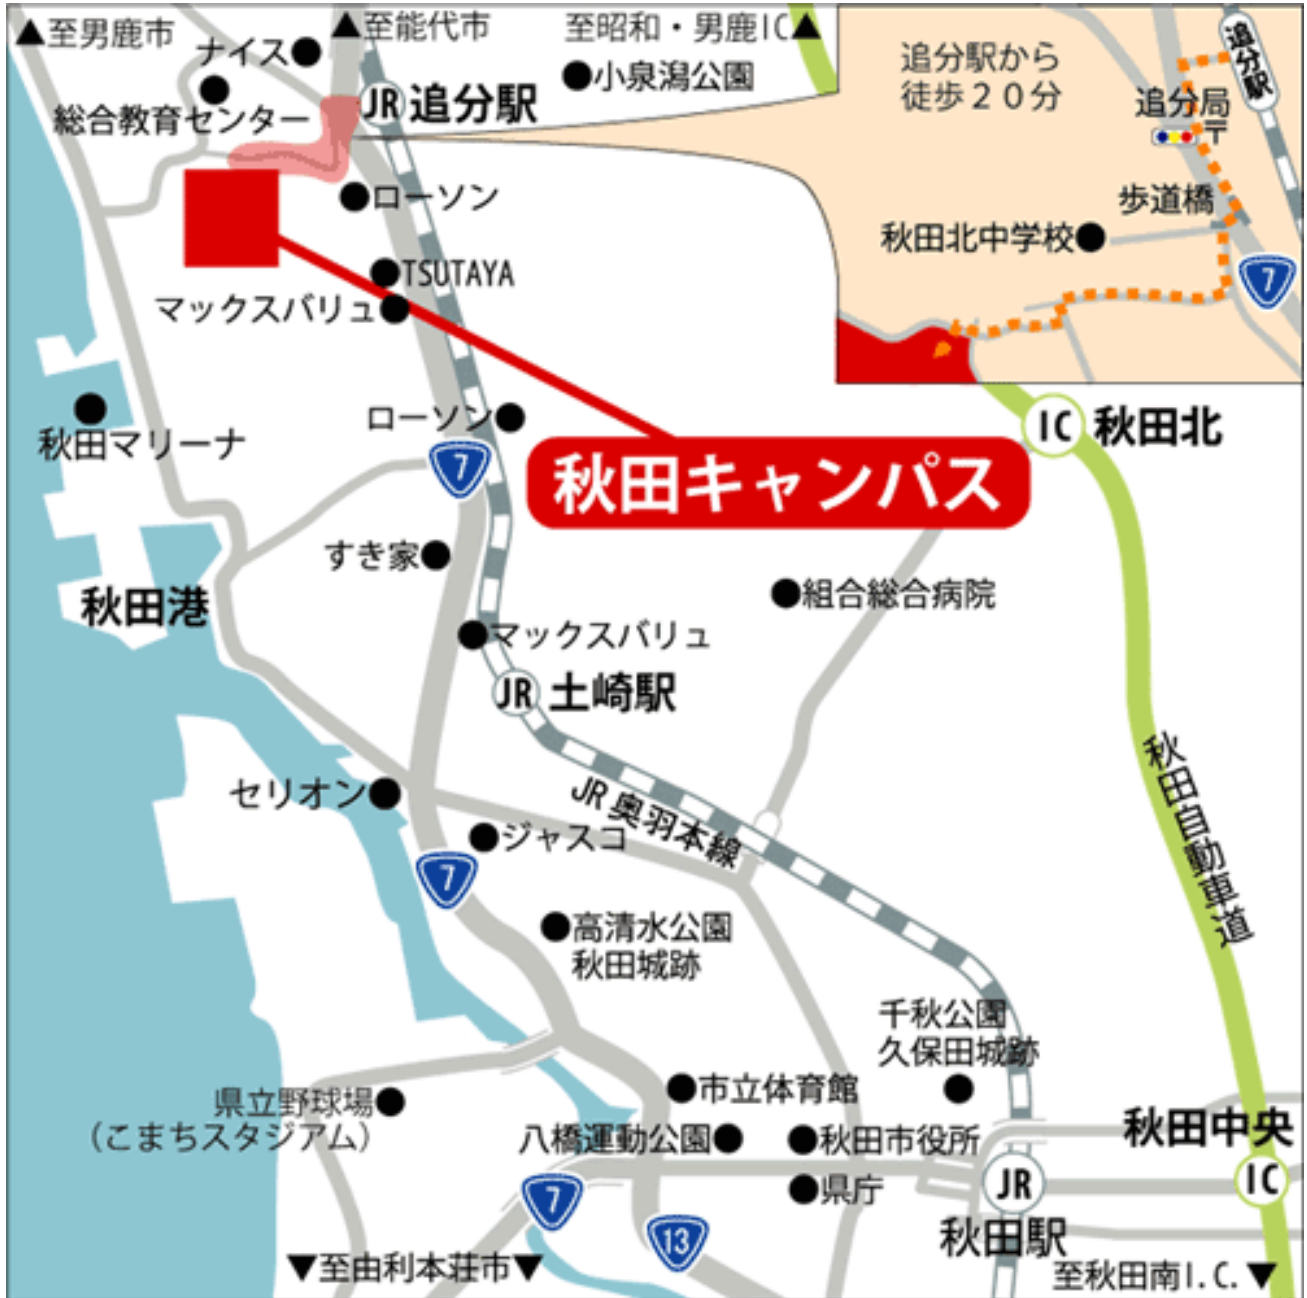 ▲至男鹿市
▲至能代市
至昭和・男鹿IC▲
ナイス
小泉潟公園
総合教育センター
JR 追分駅
追分駅から
徒歩２０分
追分駅
追分局
〒
歩道橋
秋田北中学校
7
ローソン
TSUTAYA
マックスバリュ
ローソン
秋田マリーナ
7
IC 秋田北
秋田キャンパス
すき家
秋田港
組合総合病院
マックスバリュ
JR 土崎駅
セリオン
JR 奥羽本線
ジャスコ
秋田自動車道
7
高清水公園
秋田城跡
千秋公園
久保田城跡
県立野球場
（こまちスタジアム）
市立体育館
八橋運動公園
秋田市役所
秋田中央
IC
県庁
7
JR
秋田駅
13
▼至由利本荘市▼
至秋田南I.C.▼